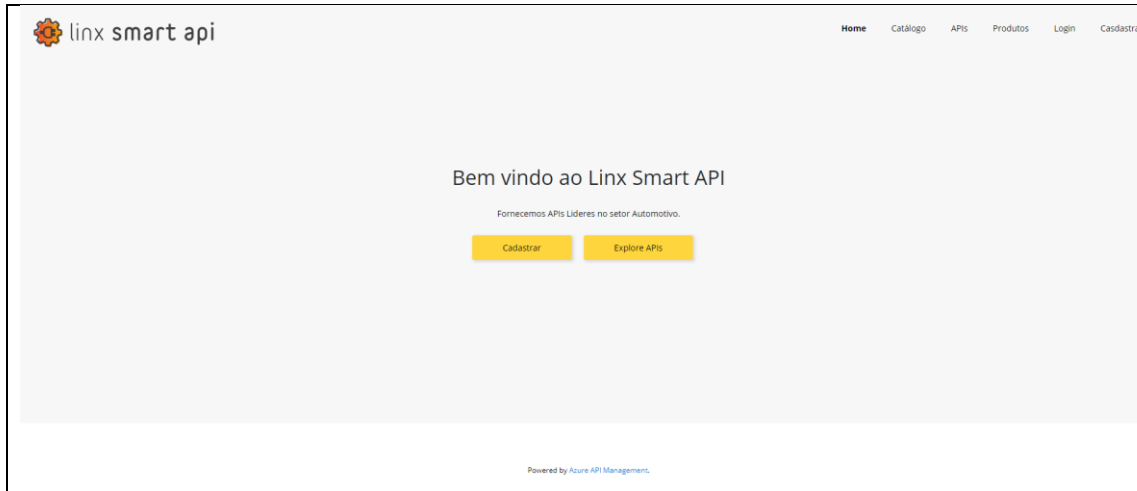 linx smart api
Home Catálogo APIs Produtos Login Casdastra
Bem vindo ao Linx Smart API
Fornecemos APIs Lideres no setor Automotivo.
Cadastrar Explore APIs
Powered by Azure API Management.